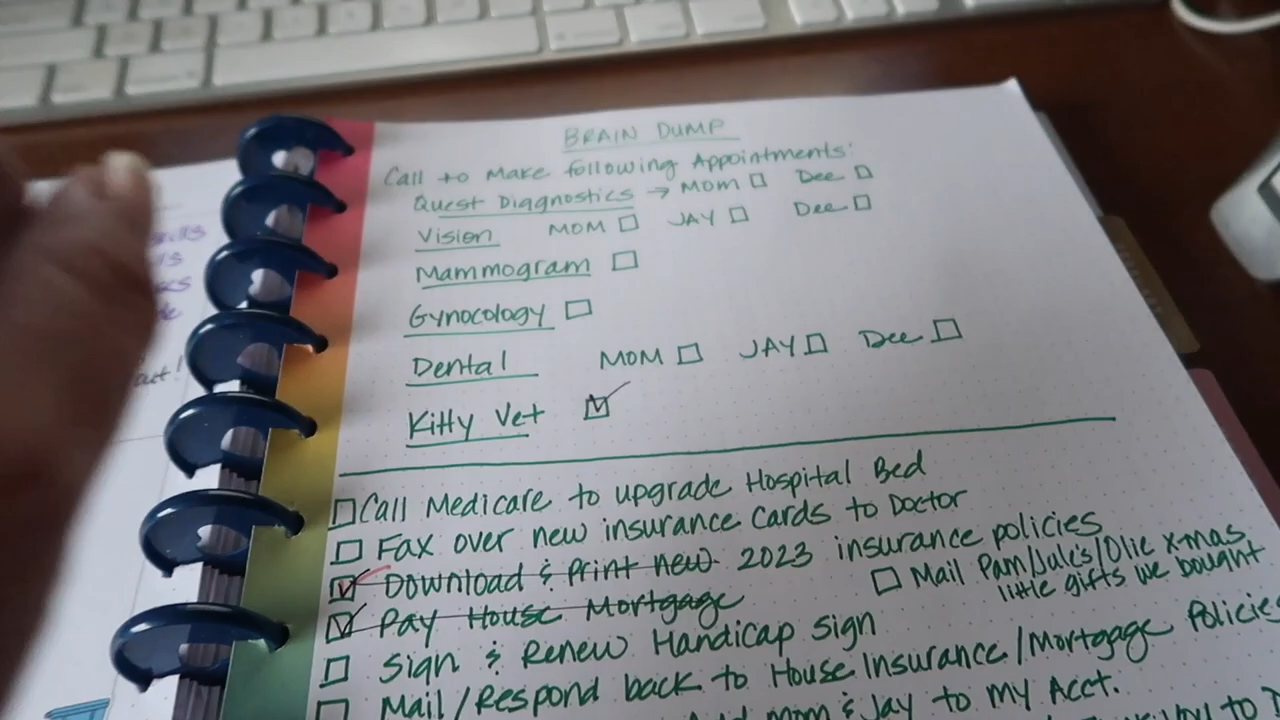 BRAIN DUMP
Call to Make following Appointments:
Quest Diagnostics → MOM ☐ Dee ☐
Vision MOM ☐ JAY ☐ Dee ☐
Mammogram ☐
Gynocology ☐
Dental MOM ☐ JAY ☐ Dee ☐
Kitty Vet ☑
☐ Call Medicare to upgrade Hospital Bed
☐ Fax over new insurance cards to Doctor
☑ Download & Print new 2023 insurance policies
☑ Pay House Mortgage
☐ Mail Pam/Jule's/Olie x-mas
little gifts we bought
☐ Sign & Renew Handicap Sign
☐ Mail/Respond back to House Insurance/Mortgage Policies
Mom & Jay to my Acct.